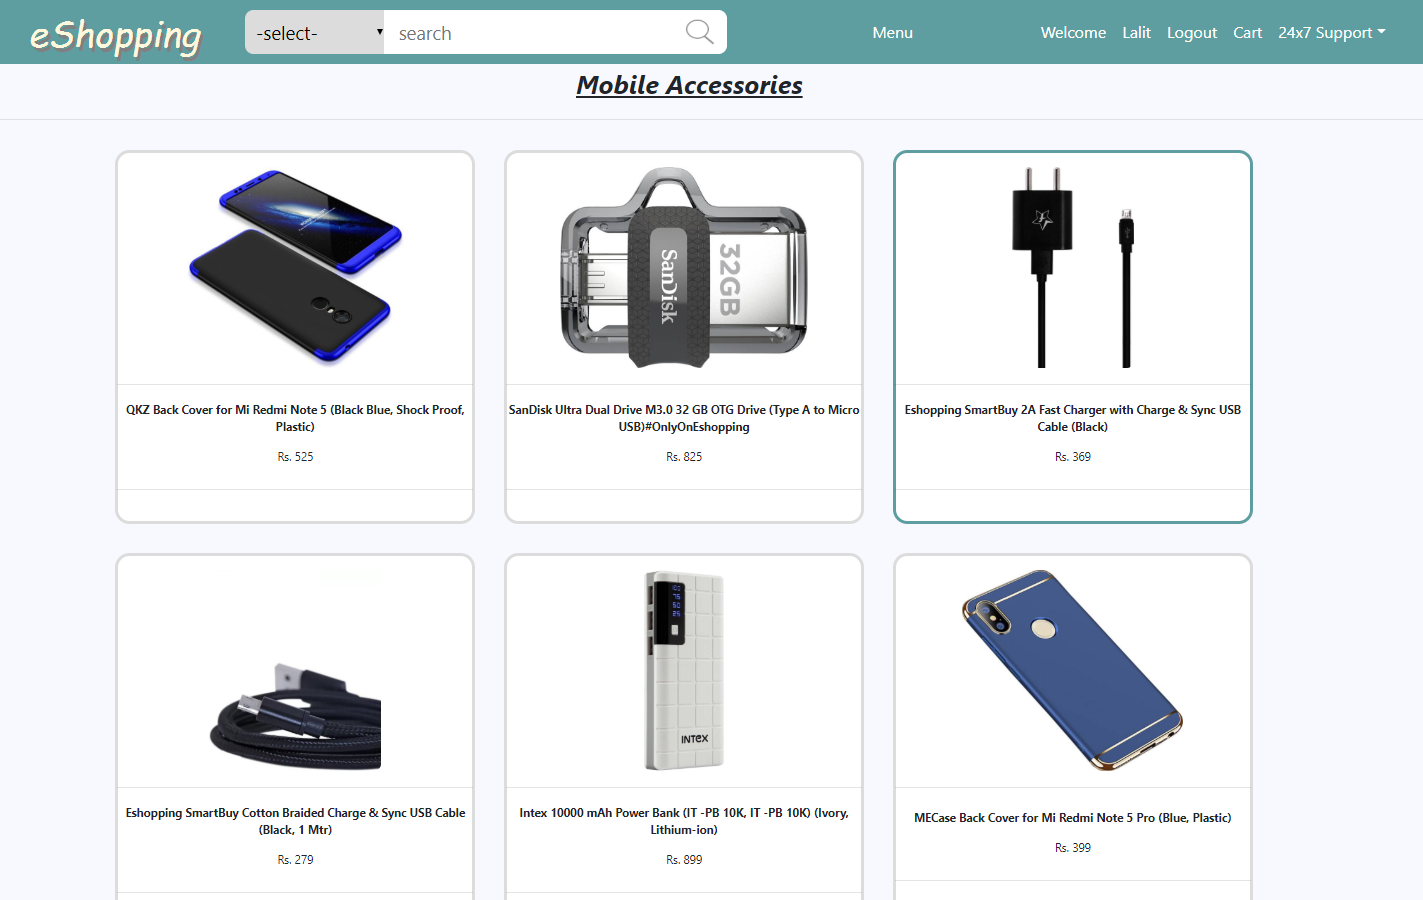 eShopping
-select-
search
Menu
Welcome Lalit Logout Cart 24x7 Support
Mobile Accessories
SanDisk
32GB
QKZ Back Cover for Mi Redmi Note 5 (Black Blue, Shock Proof,
Plastic)
Rs. 525
SanDisk Ultra Dual Drive M3.0 32 GB OTG Drive (Type A to Micro
USB)#OnlyOnEshopping
Rs. 825
Eshopping SmartBuy 2A Fast Charger with Charge & Sync USB
Cable (Black)
Rs. 369
100
75
50
25
INTEX
Eshopping SmartBuy Cotton Braided Charge & Sync USB Cable
(Black, 1 Mtr)
Rs. 279
Intex 10000 mAh Power Bank (IT -PB 10K, IT -PB 10K) (Ivory,
Lithium-ion)
Rs. 899
MECase Back Cover for Mi Redmi Note 5 Pro (Blue, Plastic)
Rs. 399